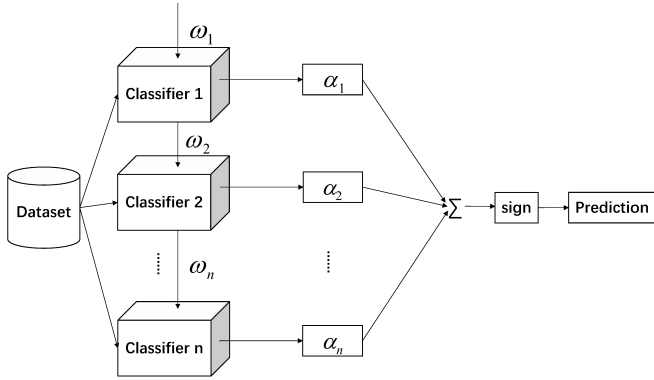 ω₁
Classifier 1
α₁
ω₂
Dataset
Classifier 2
α₂
Σ
sign
Prediction
ωₙ
Classifier n
αₙ